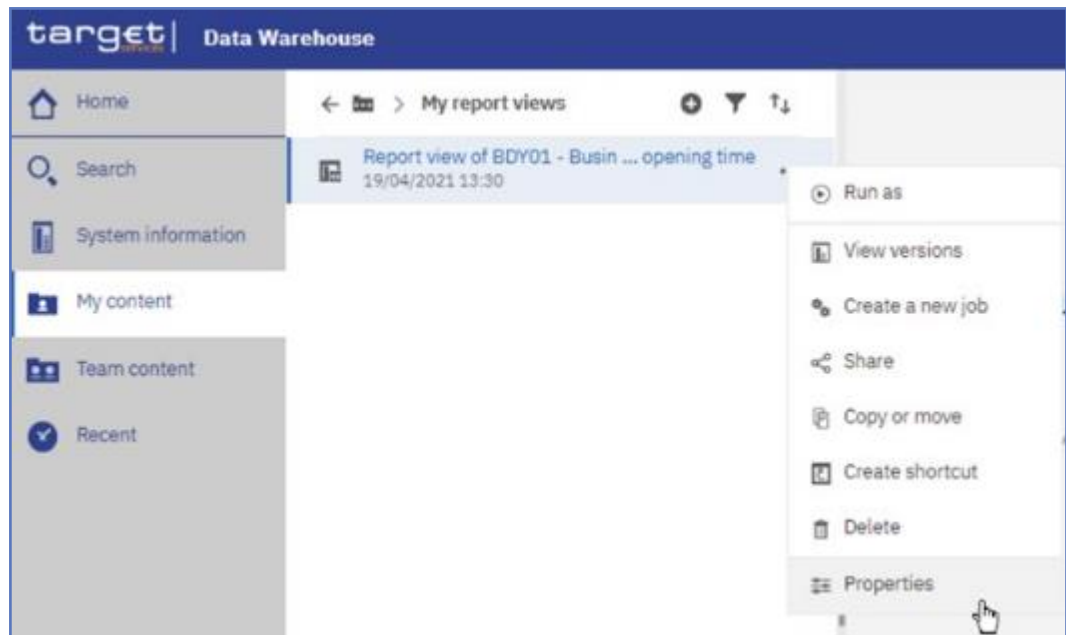 target| Data Warehouse
services
Home
Search
System information
My content
Team content
Recent
My report views
Report view of BDY01 - Busin ... opening time
19/04/2021 13:30
Run as
View versions
Create a new job
Share
Copy or move
Create shortcut
Delete
Properties